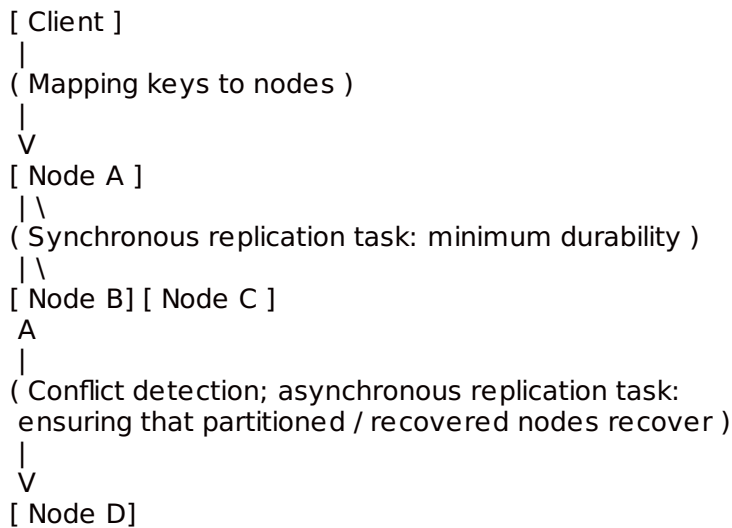 [ Client ]
|
( Mapping keys to nodes )
|
V
[ Node A ]
| \
( Synchronous replication task: minimum durability )
| \
[ Node B] [ Node C ]
A
|
( Conflict detection; asynchronous replication task:
ensuring that partitioned / recovered nodes recover )
|
V
[ Node D]